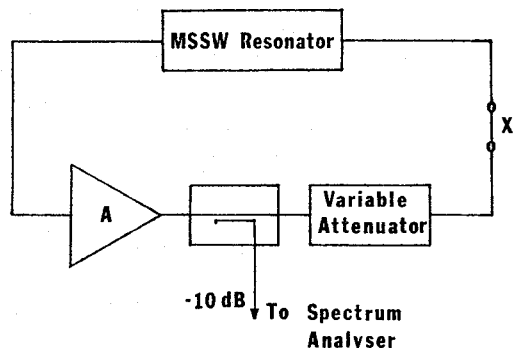 MSSW Resonator
X
A
Variable
Attenuator
-10 dB
To Spectrum
Analyser